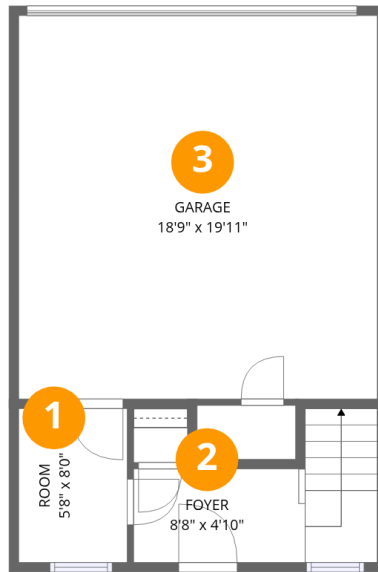 3
GARAGE
18'9" x 19'11"
1
ROOM
5'8" x 8'0"
2
FOYER
8'8" x 4'10"